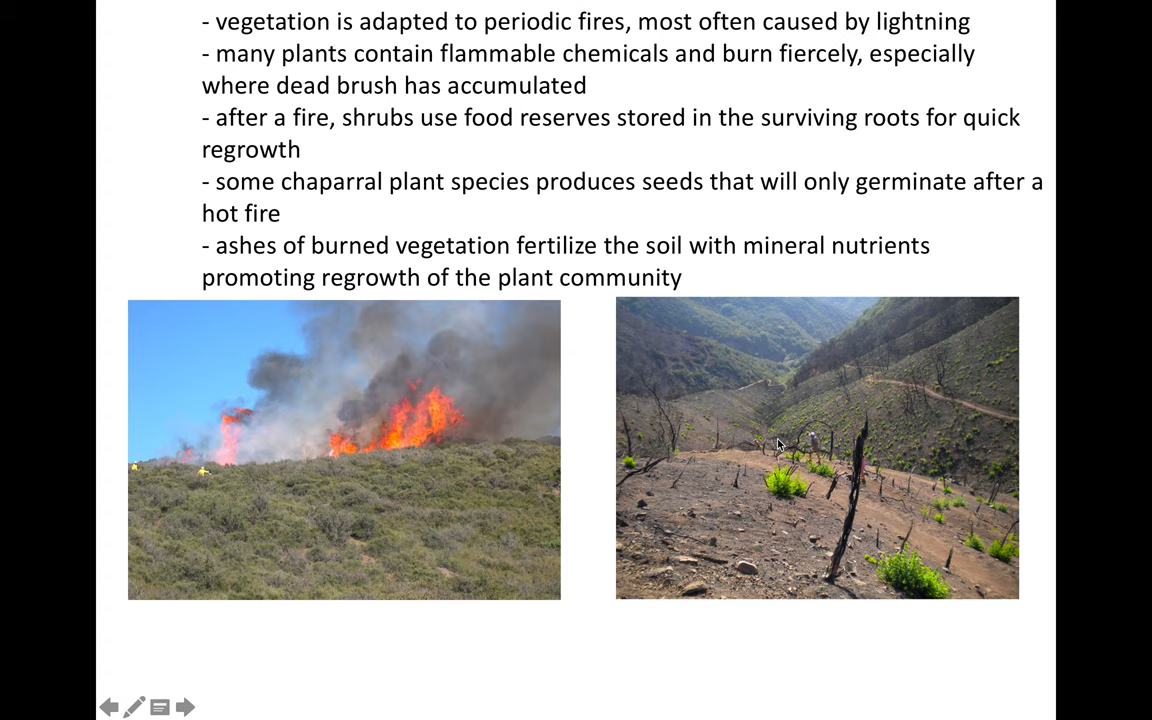 - vegetation is adapted to periodic fires, most often caused by lightning
- many plants contain flammable chemicals and burn fiercely, especially
where dead brush has accumulated
- after a fire, shrubs use food reserves stored in the surviving roots for quick
regrowth
- some chaparral plant species produces seeds that will only germinate after a
hot fire
- ashes of burned vegetation fertilize the soil with mineral nutrients
promoting regrowth of the plant community